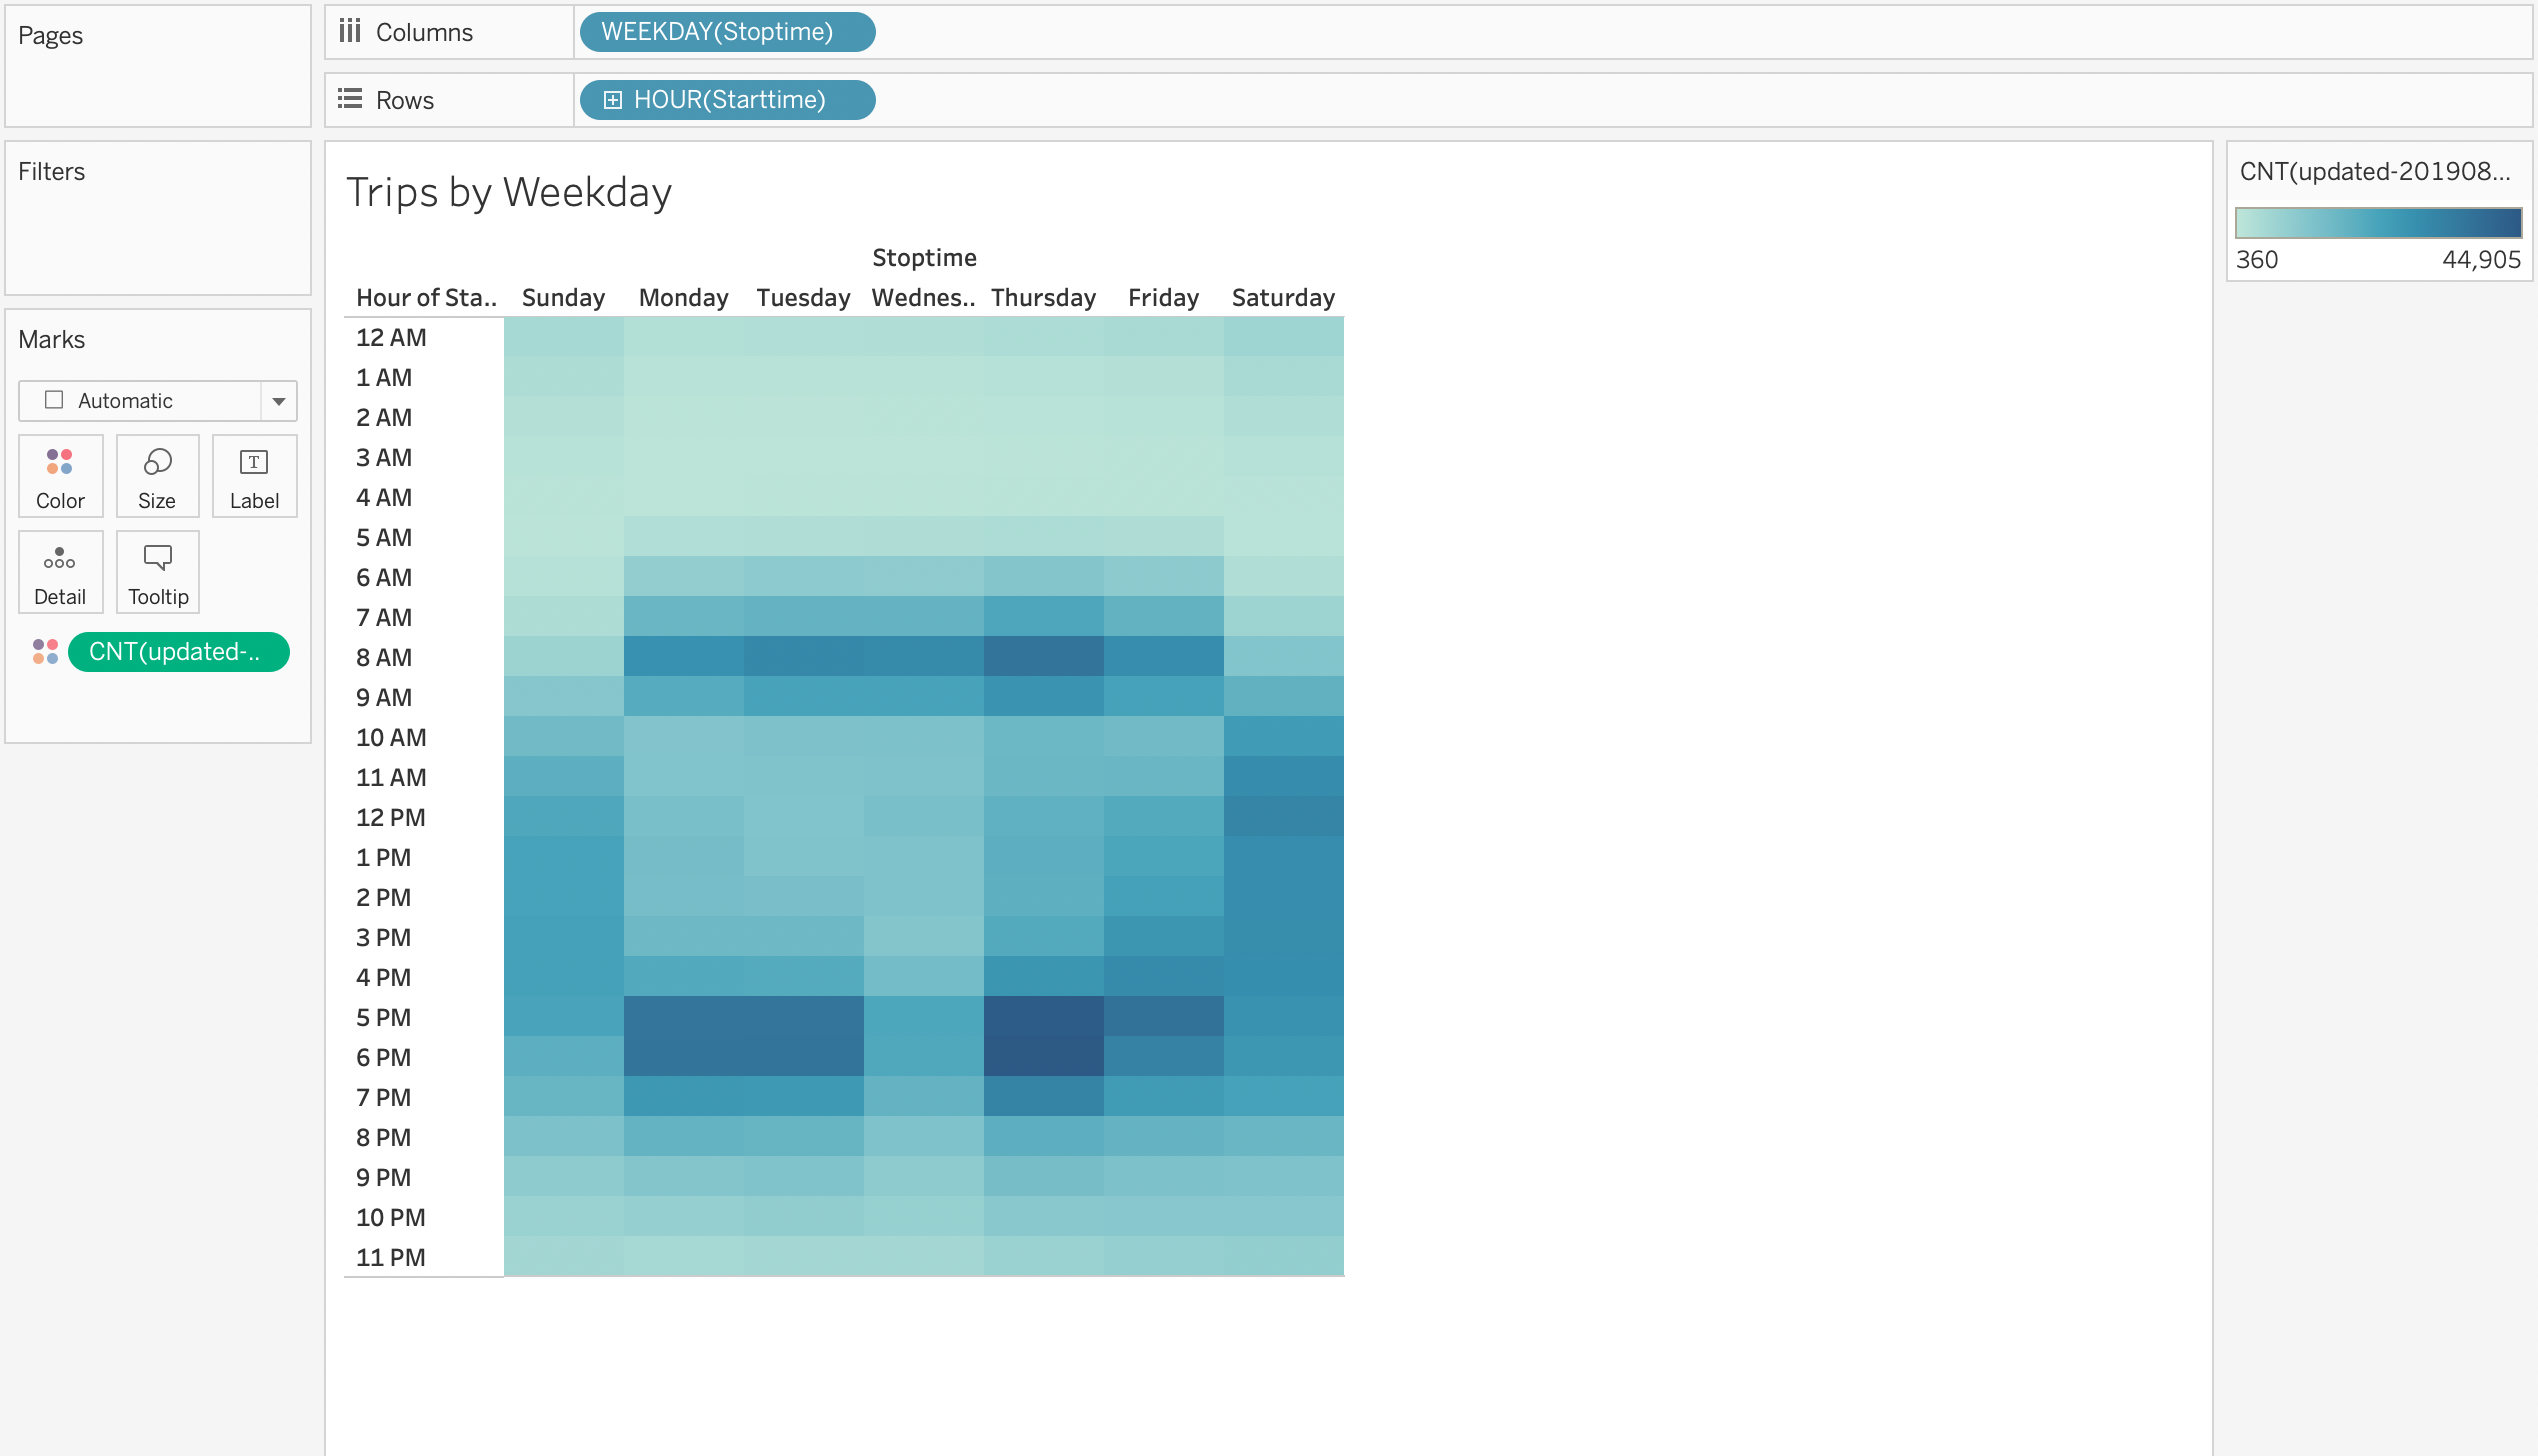 Pages
Columns
WEEKDAY(Stoptime)
Rows
HOUR(Starttime)
Filters
Marks
Automatic
Color
Size
Label
Detail
Tooltip
CNT(updated-..
Trips by Weekday
Stoptime
Hour of Sta.. Sunday Monday Tuesday Wednes.. Thursday Friday Saturday
12 AM
1 AM
2 AM
3 AM
4 AM
5 AM
6 AM
7 AM
8 AM
9 AM
10 AM
11 AM
12 PM
1 PM
2 PM
3 PM
4 PM
5 PM
6 PM
7 PM
8 PM
9 PM
10 PM
11 PM
CNT(updated-201908...
360 44,905